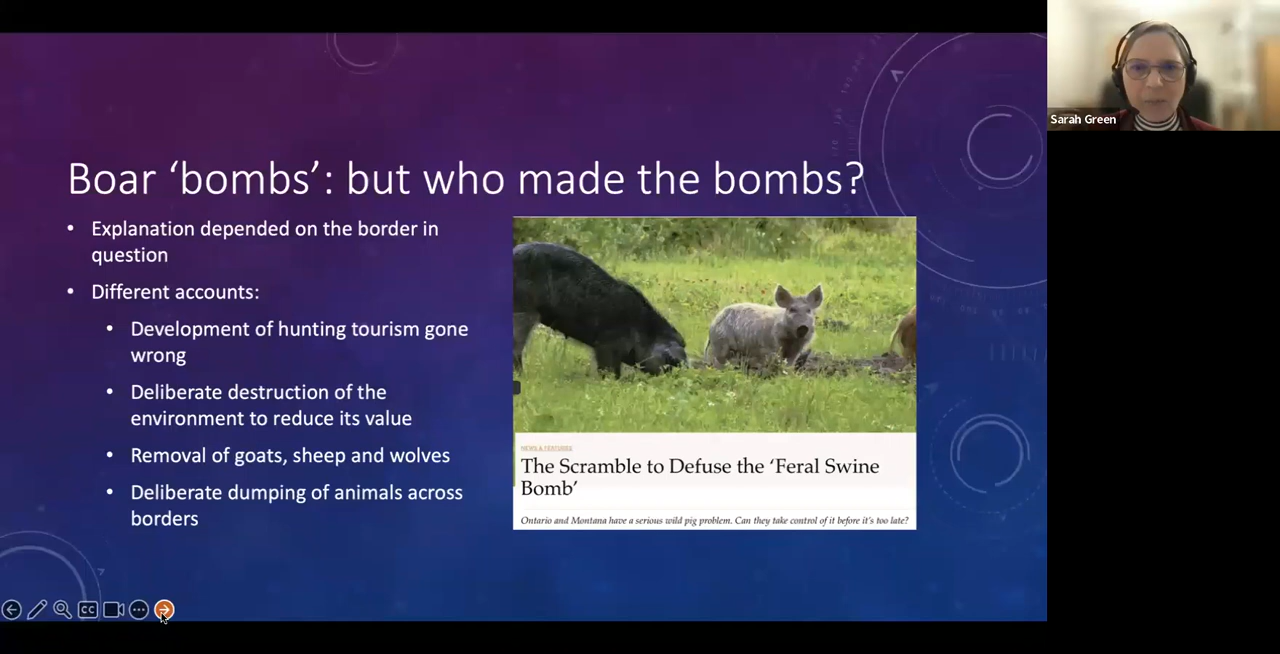 Boar ‘bombs’: but who made the bombs?
• Explanation depended on the border in
question
• Different accounts:
• Development of hunting tourism gone
wrong
• Deliberate destruction of the
environment to reduce its value
• Removal of goats, sheep and wolves
• Deliberate dumping of animals across
borders
NEWS & FEATURES
The Scramble to Defuse the ‘Feral Swine
Bomb’
Ontario and Montana have a serious wild pig problem. Can they take control of it before it’s too late?
Sarah Green
CC